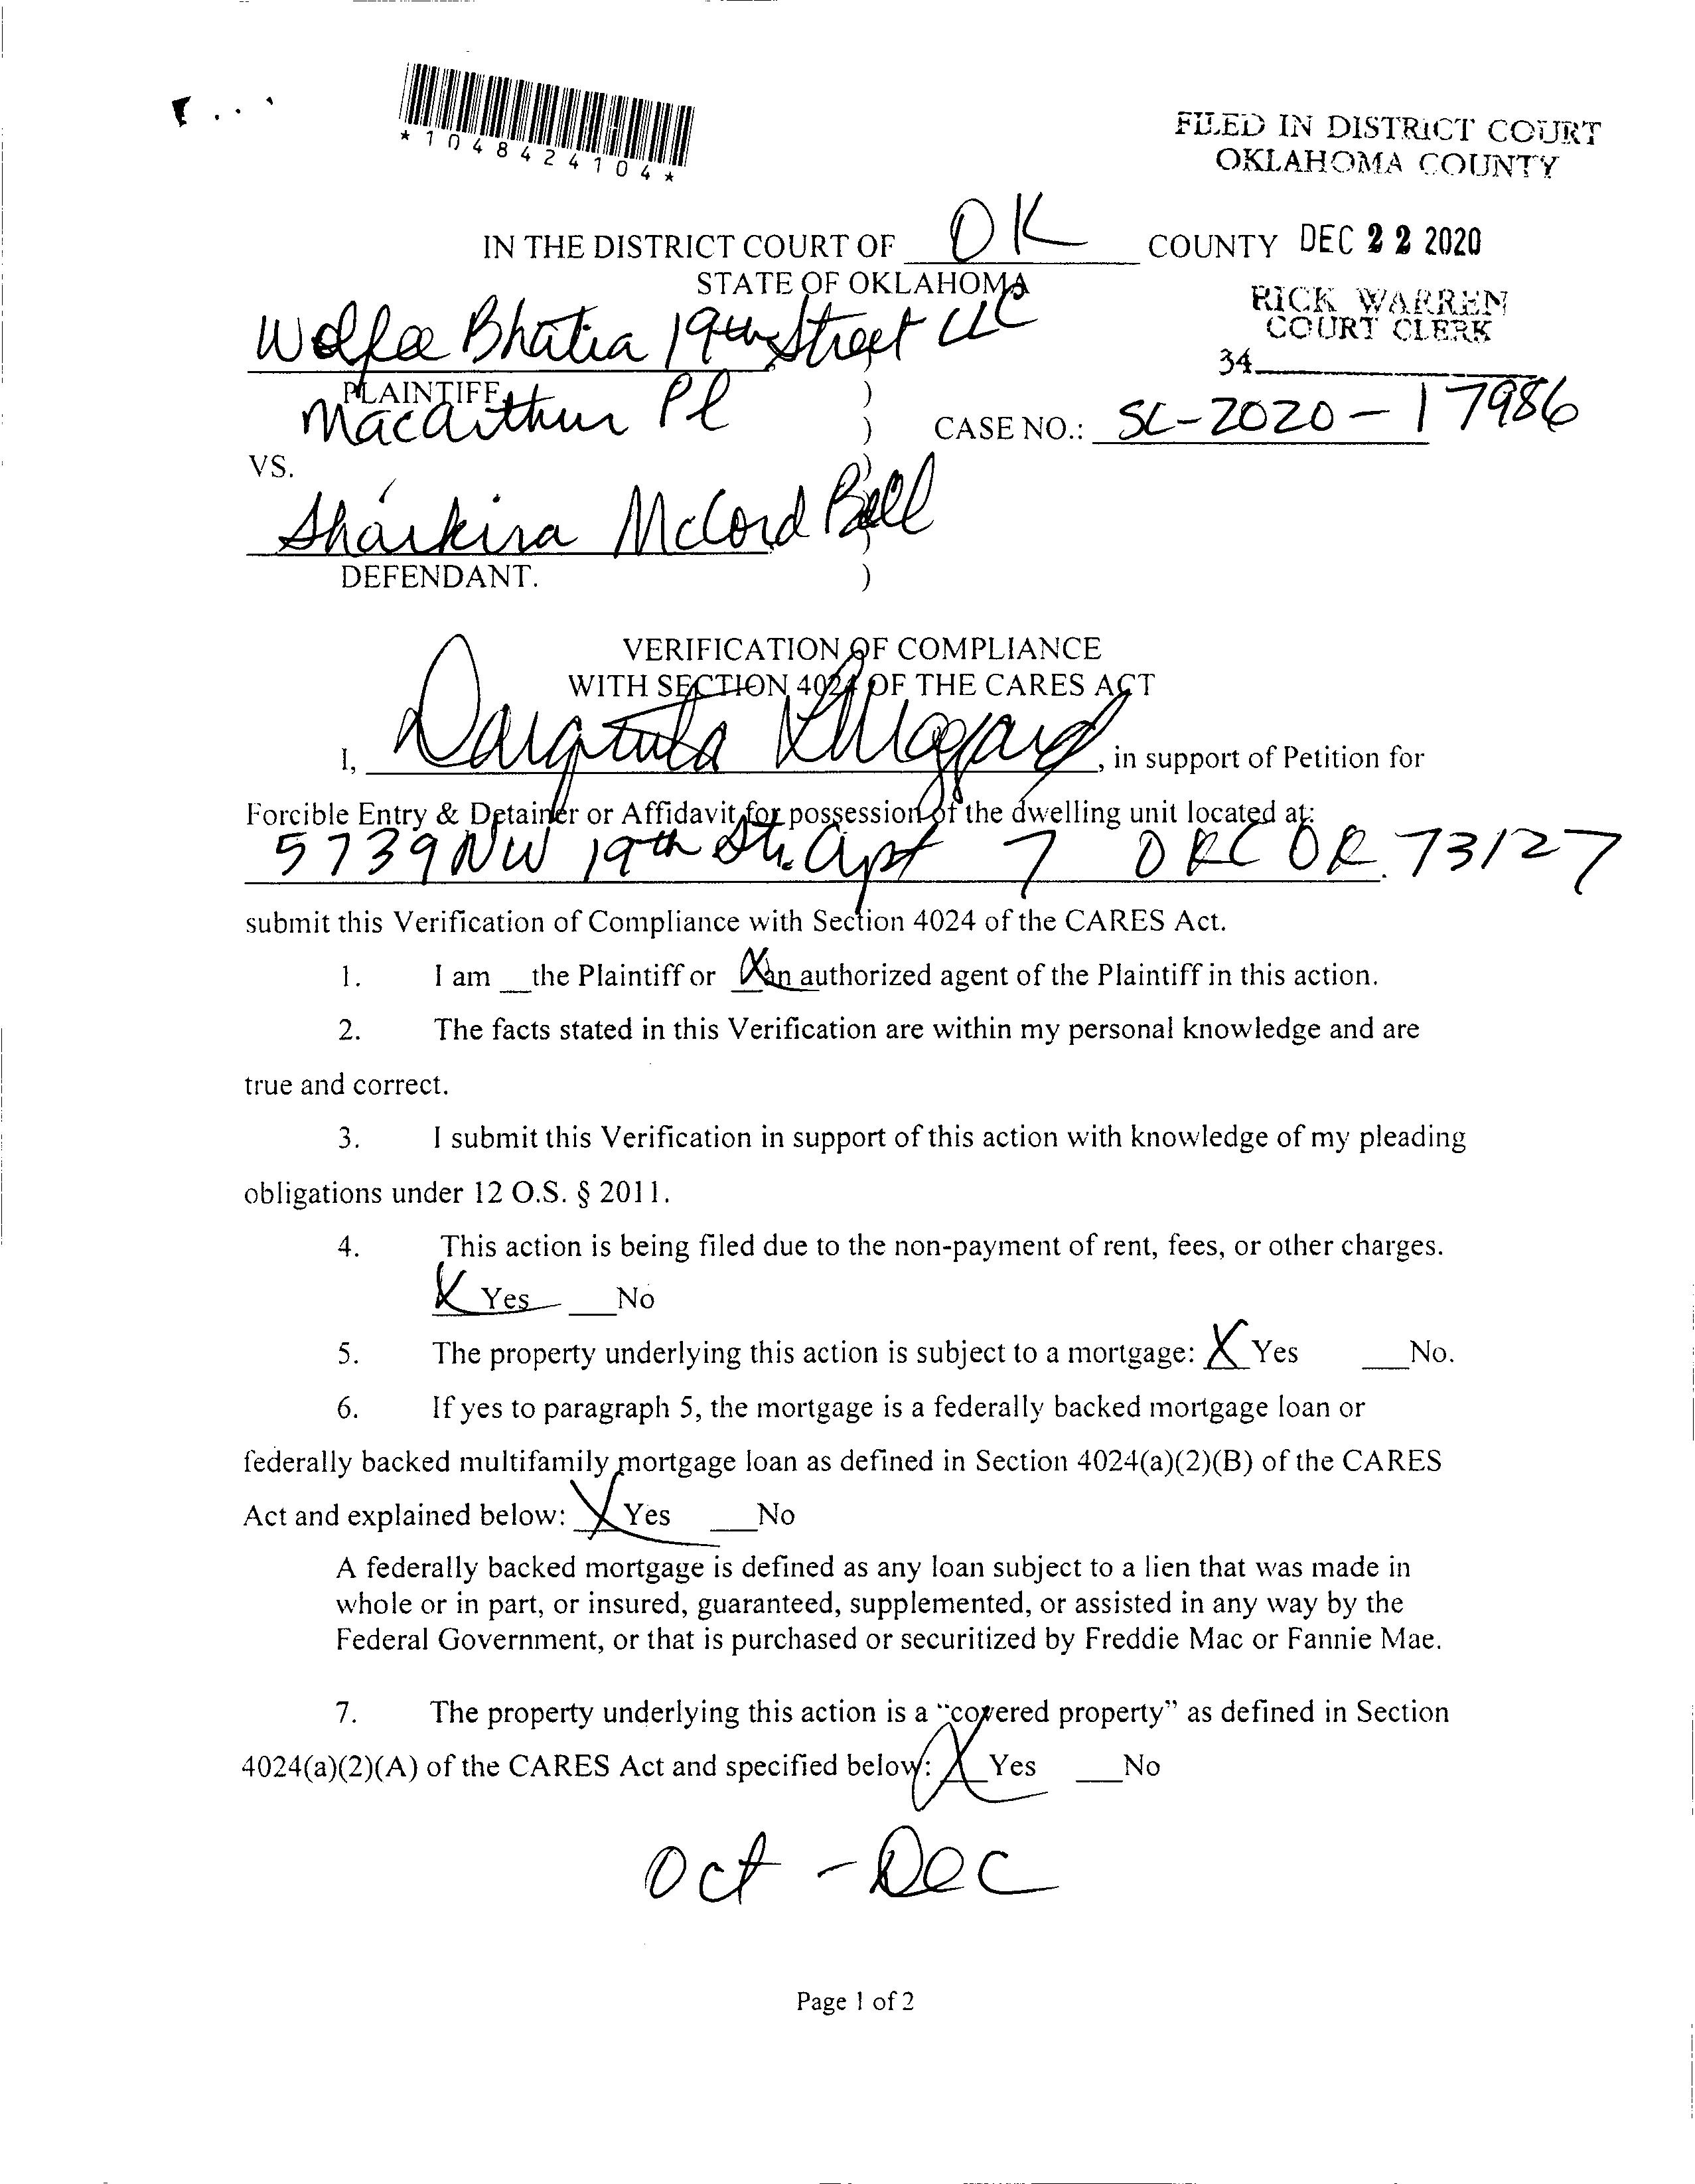 *1048424104*
FILED IN DISTRICT COURT
OKLAHOMA COUNTY
IN THE DISTRICT COURT OF OK COUNTY DEC 22 2020
STATE OF OKLAHOMA
RICK WARREN
COURT CLERK
34
Wolfee Bhatia 19th Street LLC
PLAINTIFF,
Macarthur Pl
CASE NO.: SC-2020-17986
VS.
Sharkira McCord Bell
DEFENDANT.
VERIFICATION OF COMPLIANCE
WITH SECTION 4024 OF THE CARES ACT
I, , in support of Petition for
Forcible Entry & Detainer or Affidavit for possession of the dwelling unit located at:
5739 NW 19th St. Apt 7 OKC OK. 73127
submit this Verification of Compliance with Section 4024 of the CARES Act.
1. I am __the Plaintiff or X an authorized agent of the Plaintiff in this action.
2. The facts stated in this Verification are within my personal knowledge and are
true and correct.
3. I submit this Verification in support of this action with knowledge of my pleading
obligations under 12 O.S. § 2011.
4. This action is being filed due to the non-payment of rent, fees, or other charges.
X Yes ___No
5. The property underlying this action is subject to a mortgage: X Yes ___No.
6. If yes to paragraph 5, the mortgage is a federally backed mortgage loan or
federally backed multifamily mortgage loan as defined in Section 4024(a)(2)(B) of the CARES
Act and explained below: X Yes ___No
A federally backed mortgage is defined as any loan subject to a lien that was made in
whole or in part, or insured, guaranteed, supplemented, or assisted in any way by the
Federal Government, or that is purchased or securitized by Freddie Mac or Fannie Mae.
7. The property underlying this action is a “covered property” as defined in Section
4024(a)(2)(A) of the CARES Act and specified below: X Yes ___No
Oct - Dec
Page 1 of 2